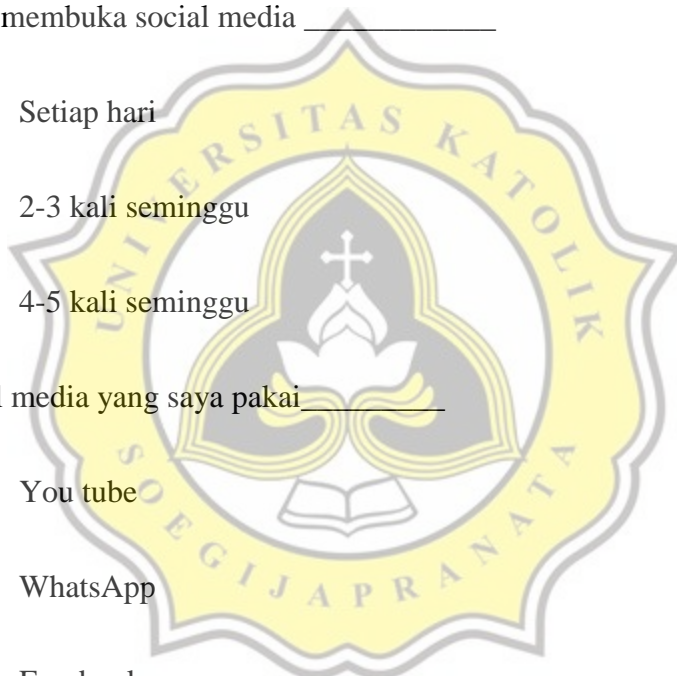 membuka social media ____________
Setiap hari
2-3 kali seminggu
4-5 kali seminggu
media yang saya pakai_________
You tube
WhatsApp
UNIVERSITAS KATOLIK
SOEGIJAPRANATA